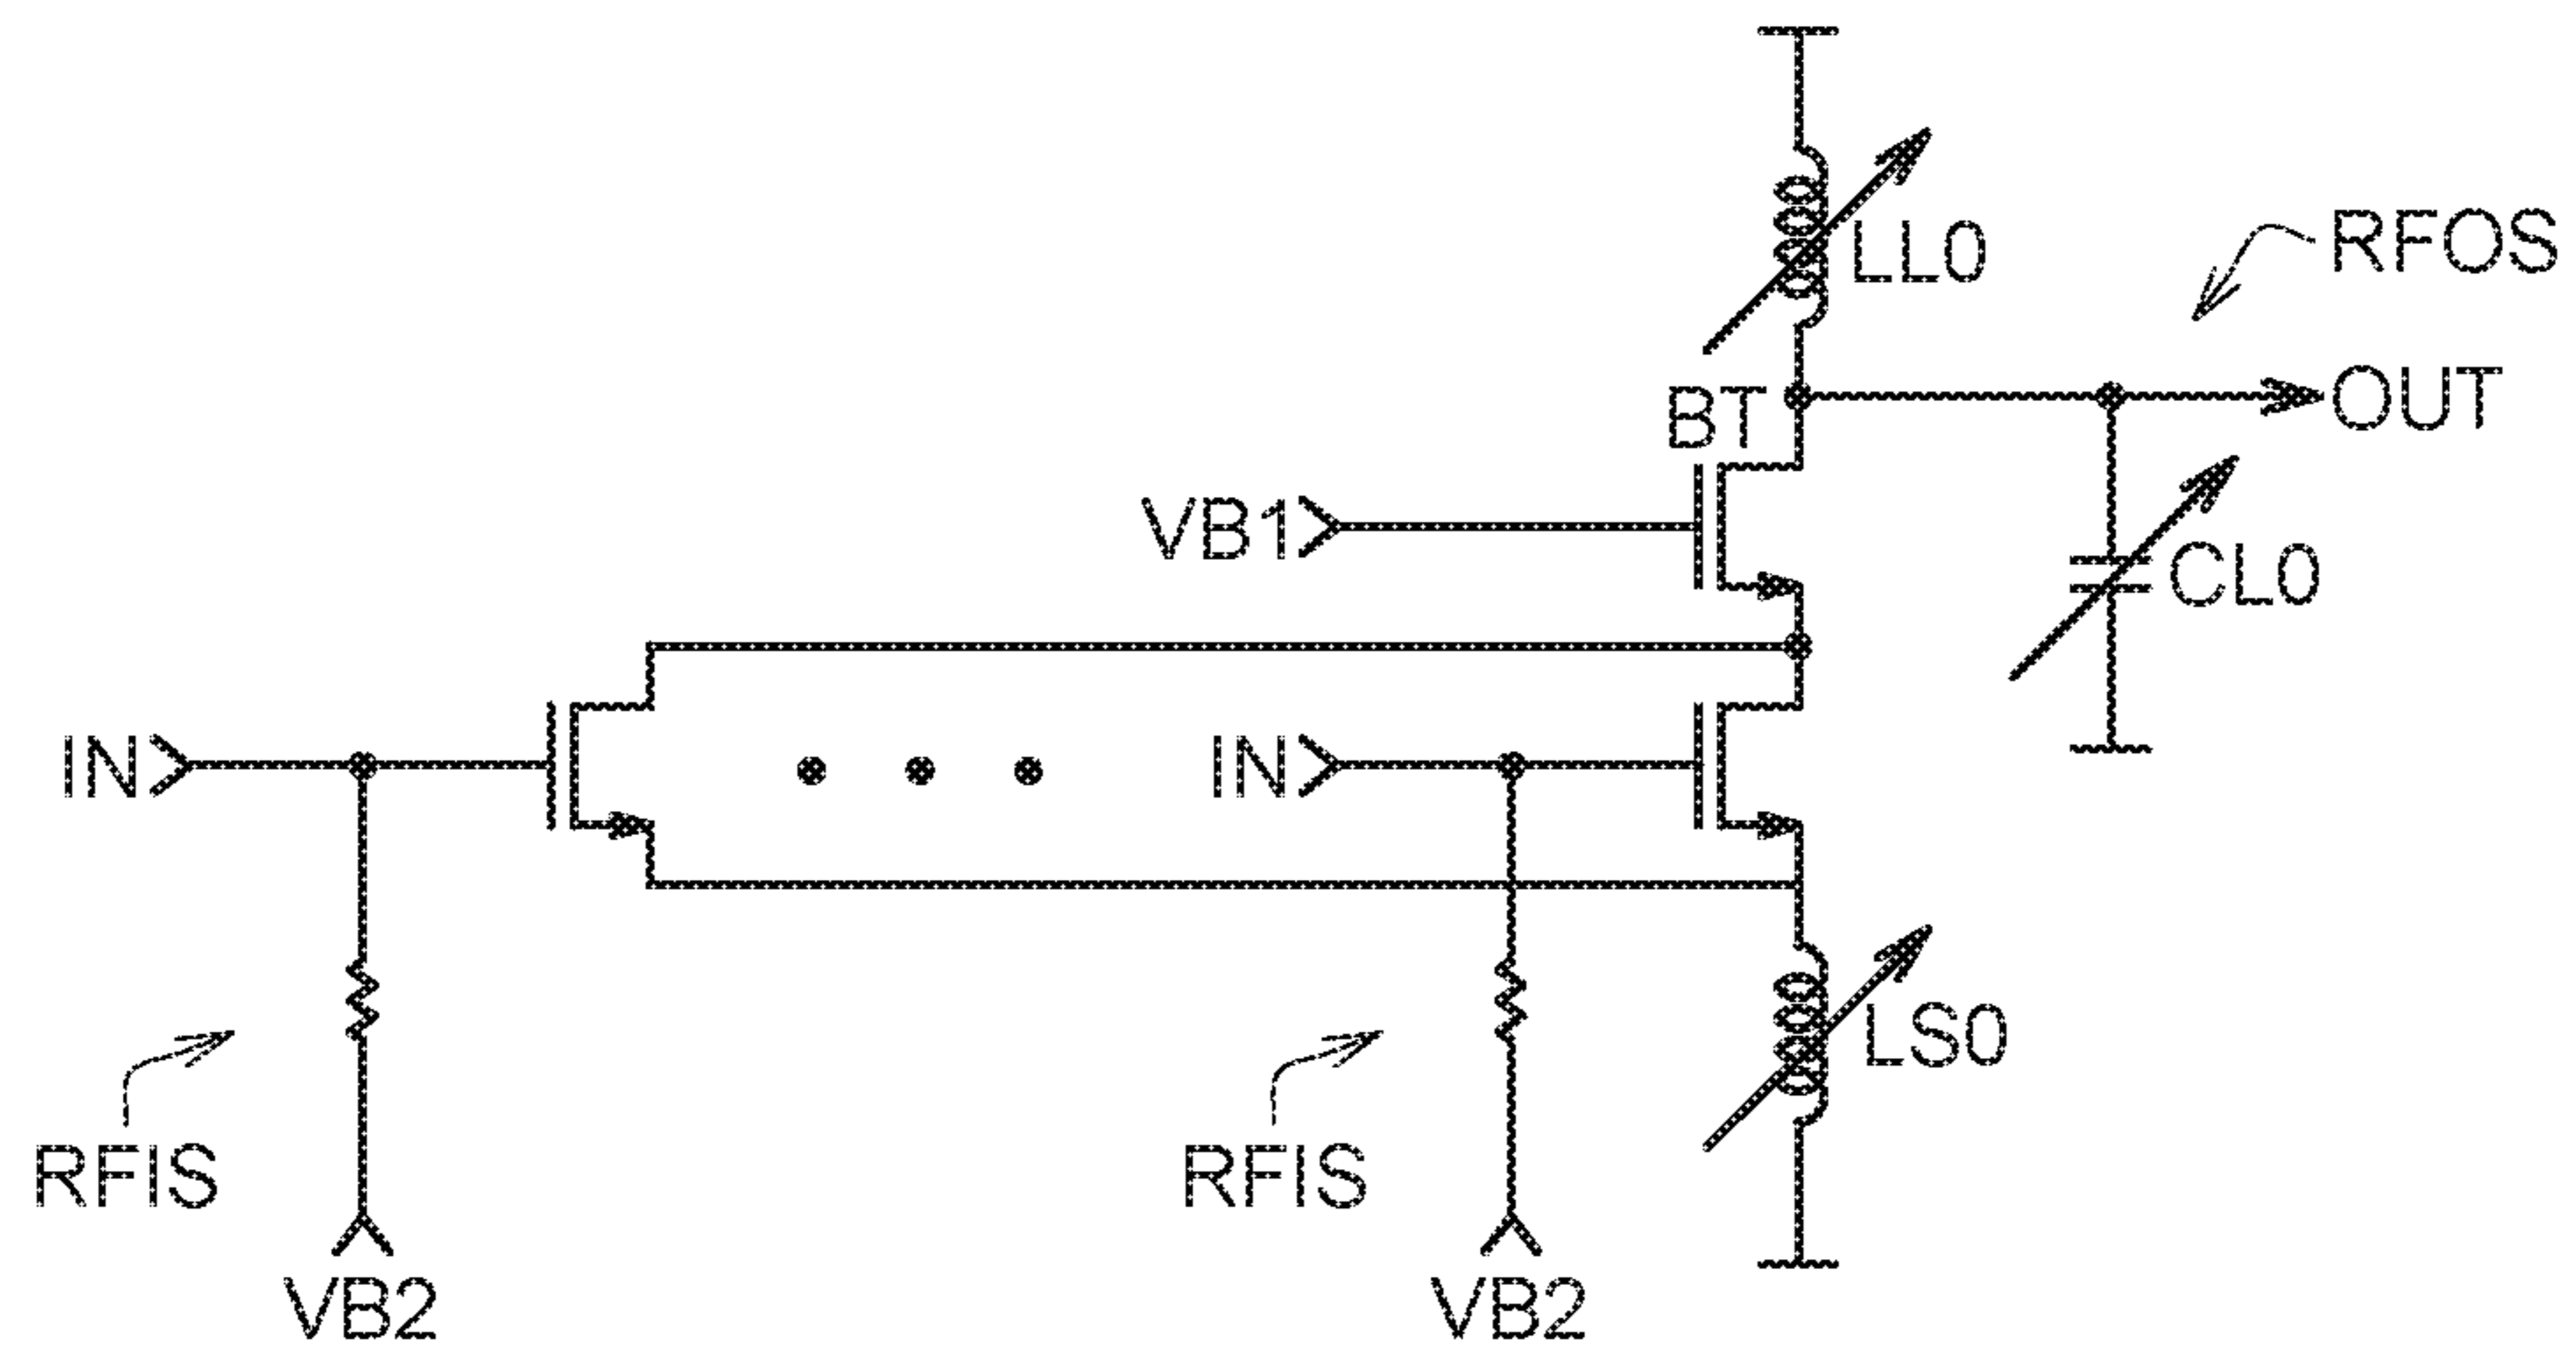 LL0
RFOS
BT
OUT
VB1
CL0
IN
IN
LS0
RFIS
RFIS
VB2
VB2